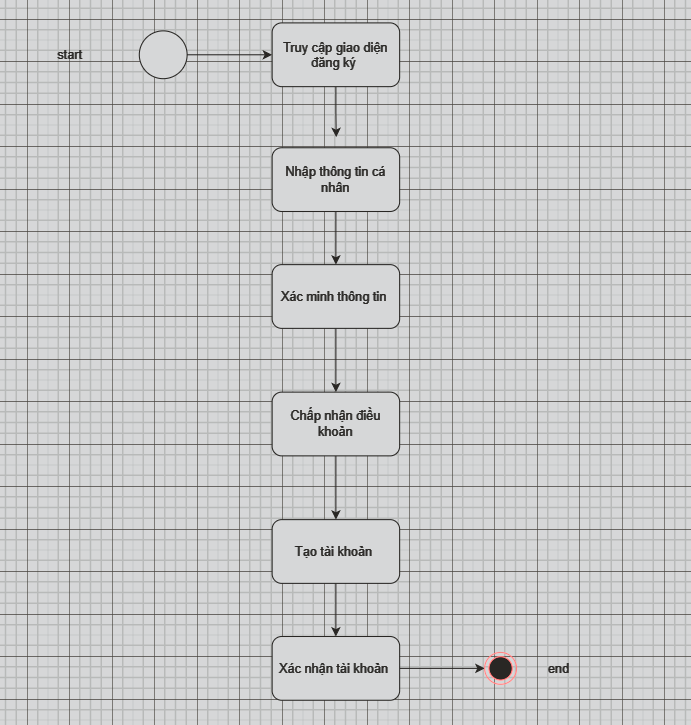 start
Truy cập giao diện
đăng ký
Nhập thông tin cá
nhân
Xác minh thông tin
Chấp nhận điều
khoản
Tạo tài khoản
Xác nhận tài khoản
end